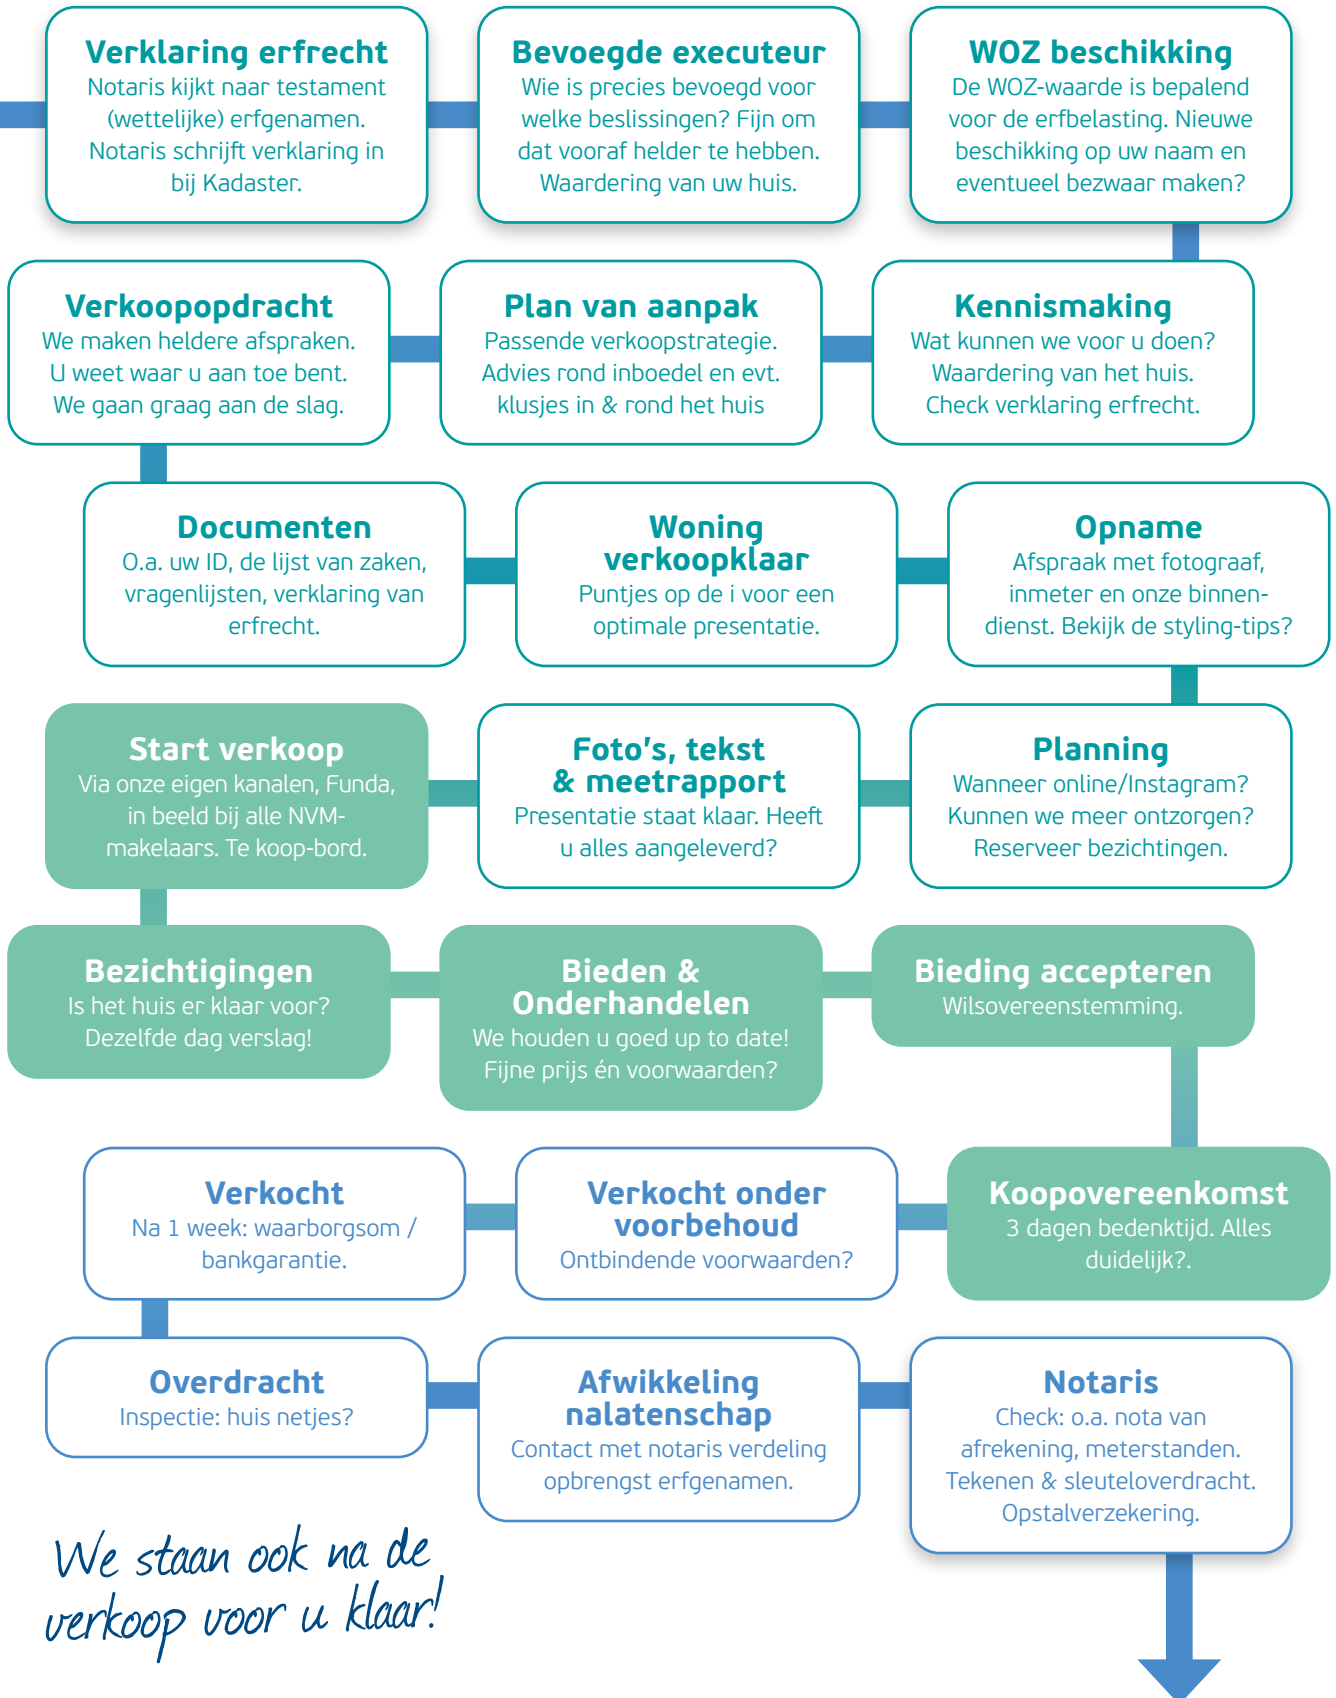 Verklaring erfrecht
Notaris kijkt naar testament
(wettelijke) erfgenamen.
Notaris schrijft verklaring in
bij Kadaster.
Bevoegde executeur
Wie is precies bevoegd voor
welke beslissingen? Fijn om
dat vooraf helder te hebben.
Waardering van uw huis.
WOZ beschikking
De WOZ-waarde is bepalend
voor de erfbelasting. Nieuwe
beschikking op uw naam en
eventueel bezwaar maken?
Verkoopopdracht
We maken heldere afspraken.
U weet waar u aan toe bent.
We gaan graag aan de slag.
Plan van aanpak
Passende verkoopstrategie.
Advies rond inboedel en evt.
klusjes in & rond het huis
Kennismaking
Wat kunnen we voor u doen?
Waardering van het huis.
Check verklaring erfrecht.
Documenten
O.a. uw ID, de lijst van zaken,
vragenlijsten, verklaring van
erfrecht.
Woning
verkoopklaar
Puntjes op de i voor een
optimale presentatie.
Opname
Afspraak met fotograaf,
inmeter en onze binnen-
dienst. Bekijk de styling-tips?
Start verkoop
Via onze eigen kanalen, Funda,
in beeld bij alle NVM-
makelaars. Te koop-bord.
Foto's, tekst
& meetrapport
Presentatie staat klaar. Heeft
u alles aangeleverd?
Planning
Wanneer online/Instagram?
Kunnen we meer ontzorgen?
Reserveer bezichtingen.
Bezichtigingen
Is het huis er klaar voor?
Dezelfde dag verslag!
Bieden &
Onderhandelen
We houden u goed up to date!
Fijne prijs én voorwaarden?
Bieding accepteren
Wilsovereenstemming.
Verkocht
Na 1 week: waarborgsom /
bankgarantie.
Verkocht onder
voorbehoud
Ontbindende voorwaarden?
Koopovereenkomst
3 dagen bedenktijd. Alles
duidelijk?.
Overdracht
Inspectie: huis netjes?
Afwikkeling
nalatenschap
Contact met notaris verdeling
opbrengst erfgenamen.
Notaris
Check: o.a. nota van
afrekening, meterstanden.
Tekenen & sleuteloverdracht.
Opstalverzekering.
We staan ook na de
verkoop voor u klaar!